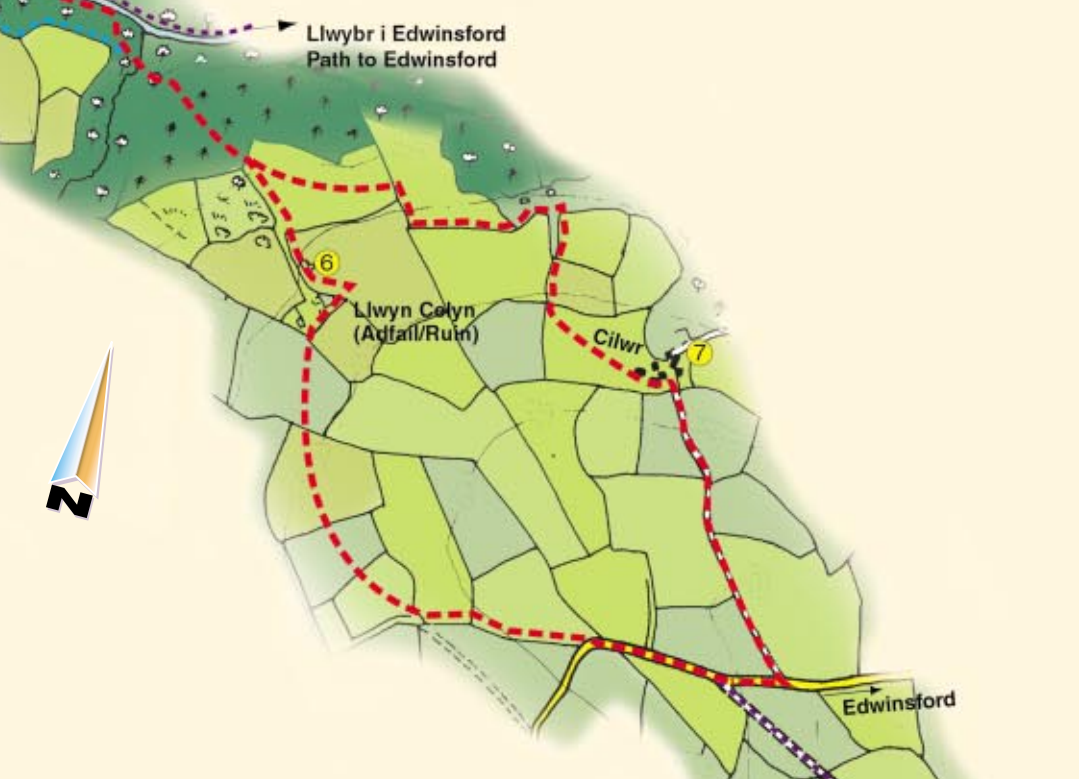 Llwybr i Edwinsford
Path to Edwinsford
6
Llwyn Celyn
(Adfail/Ruin)
Cilwr
7
N
Edwinsford